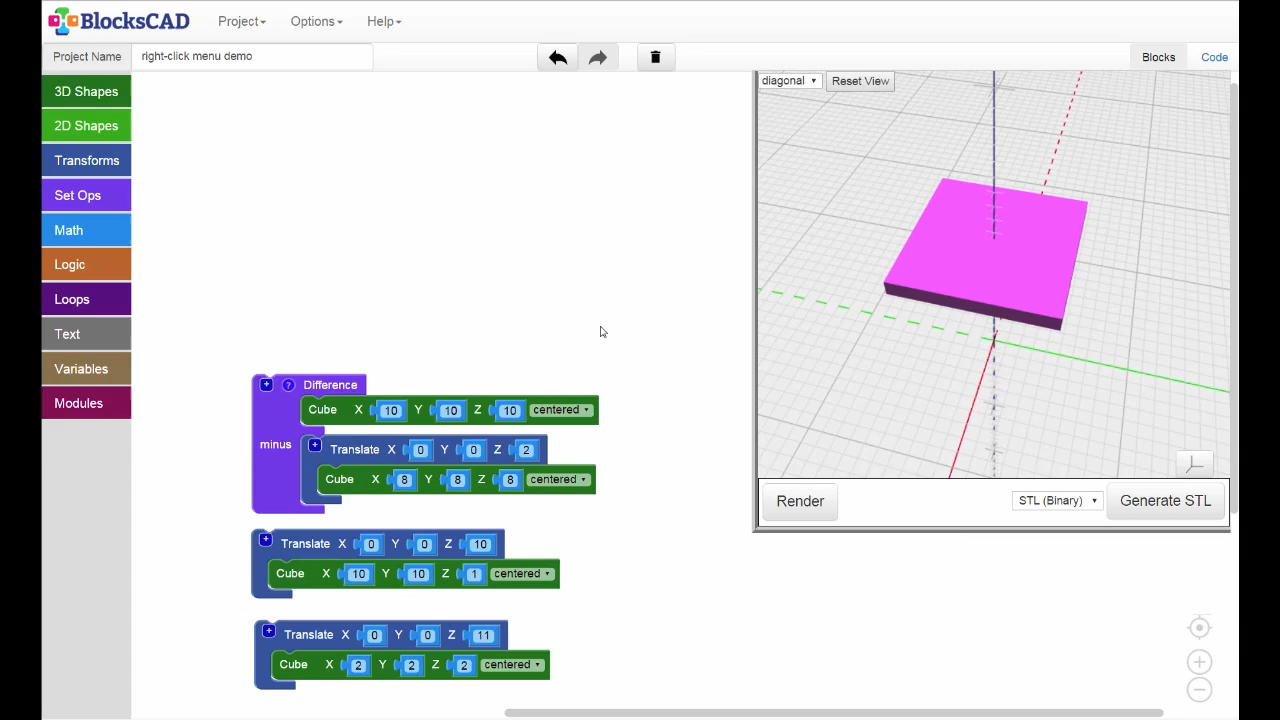 BlocksCAD Project Options Help
Project Name right-click menu demo Blocks Code
diagonal Reset View
3D Shapes
2D Shapes
Transforms
Set Ops
Math
Logic
Loops
Text
Variables
Modules
+ ? Difference
Cube X 10 Y 10 Z 10 centered
minus + Translate X 0 Y 0 Z 2
Cube X 8 Y 8 Z 8 centered
+ Translate X 0 Y 0 Z 10
Cube X 10 Y 10 Z 1 centered
+ Translate X 0 Y 0 Z 11
Cube X 2 Y 2 Z 2 centered
Render STL (Binary) Generate STL